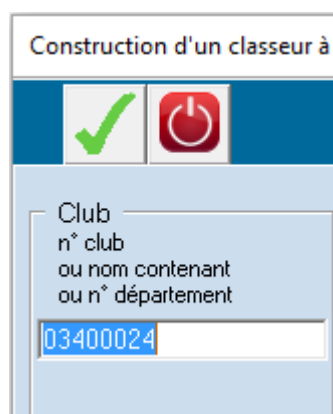 Construction d'un classeur à
Club
n° club
ou nom contenant
ou n° département
03400024